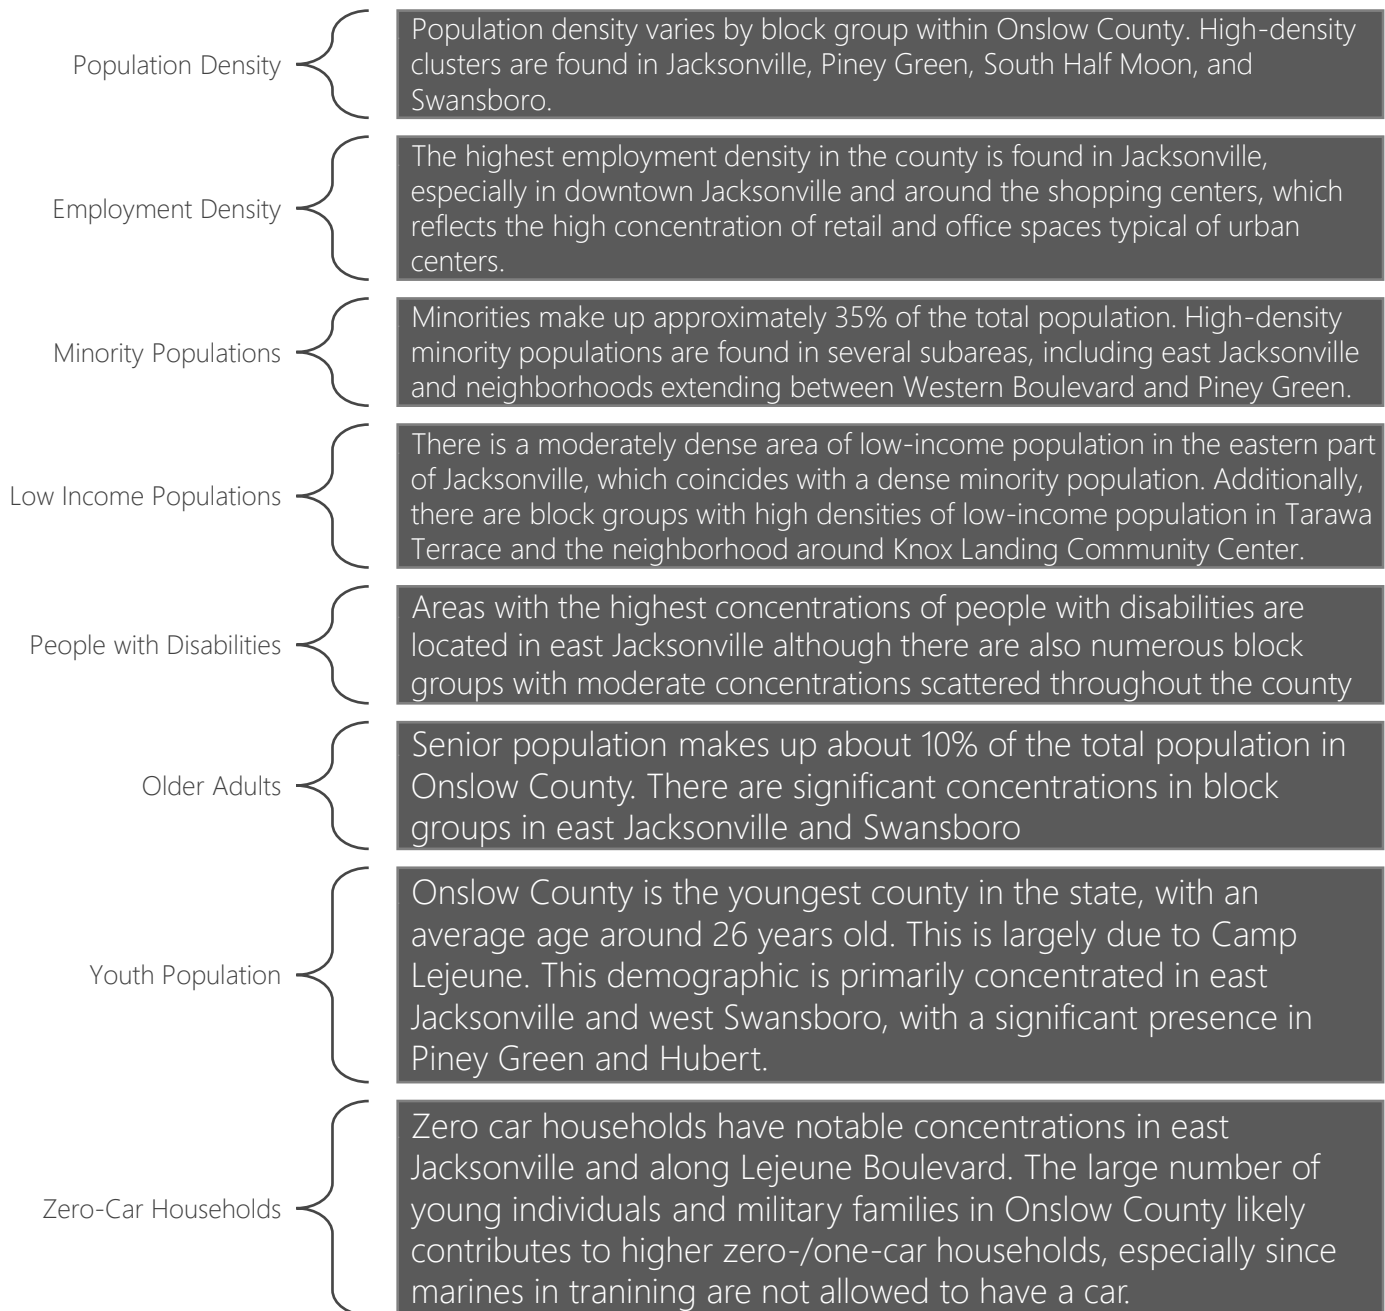 Population Density
Population density varies by block group within Onslow County. High-density
clusters are found in Jacksonville, Piney Green, South Half Moon, and
Swansboro.
Employment Density
The highest employment density in the county is found in Jacksonville,
especially in downtown Jacksonville and around the shopping centers, which
reflects the high concentration of retail and office spaces typical of urban
centers.
Minority Populations
Minorities make up approximately 35% of the total population. High-density
minority populations are found in several subareas, including east Jacksonville
and neighborhoods extending between Western Boulevard and Piney Green.
Low Income Populations
There is a moderately dense area of low-income population in the eastern part
of Jacksonville, which coincides with a dense minority population. Additionally,
there are block groups with high densities of low-income population in Tarawa
Terrace and the neighborhood around Knox Landing Community Center.
People with Disabilities
Areas with the highest concentrations of people with disabilities are
located in east Jacksonville although there are also numerous block
groups with moderate concentrations scattered throughout the county
Older Adults
Senior population makes up about 10% of the total population in
Onslow County. There are significant concentrations in block
groups in east Jacksonville and Swansboro
Youth Population
Onslow County is the youngest county in the state, with an
average age around 26 years old. This is largely due to Camp
Lejeune. This demographic is primarily concentrated in east
Jacksonville and west Swansboro, with a significant presence in
Piney Green and Hubert.
Zero-Car Households
Zero car households have notable concentrations in east
Jacksonville and along Lejeune Boulevard. The large number of
young individuals and military families in Onslow County likely
contributes to higher zero-/one-car households, especially since
marines in tranining are not allowed to have a car.